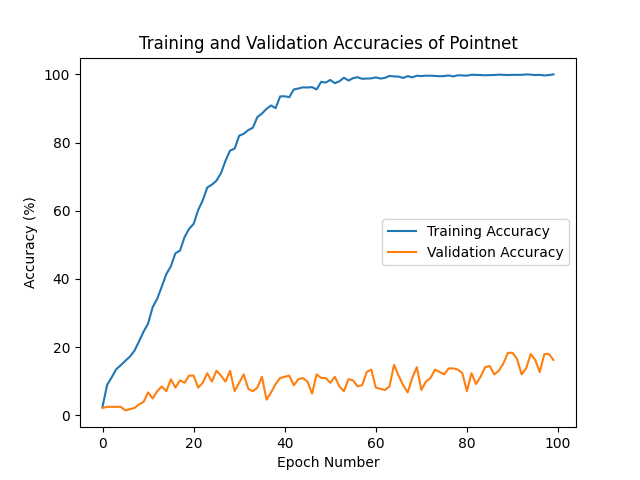 Training and Validation Accuracies of Pointnet
Accuracy (%)
100
80
60
40
20
0
Training Accuracy
Validation Accuracy
0 20 40 60 80 100
Epoch Number